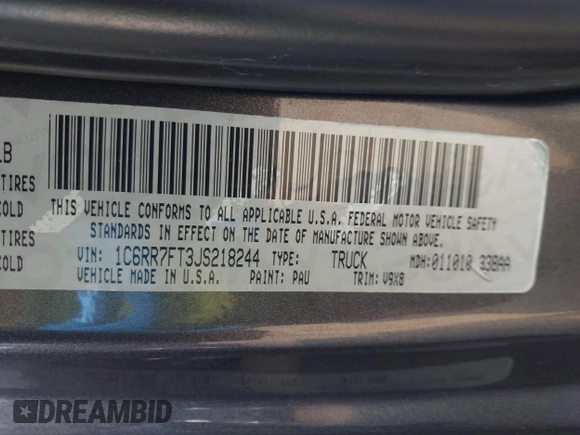 LB
TIRES
COLD
TIRES
COLD
THIS VEHICLE CONFORMS TO ALL APPLICABLE U.S.A. FEDERAL MOTOR VEHICLE SAFETY
STANDARDS IN EFFECT ON THE DATE OF MANUFACTURE SHOWN ABOVE.
VIN: 1C6RR7FT3JS218244 TYPE: TRUCK MDH: 011010 338AA
VEHICLE MADE IN U.S.A. PAINT: PAU TRIM: V9X8
DREAMBID